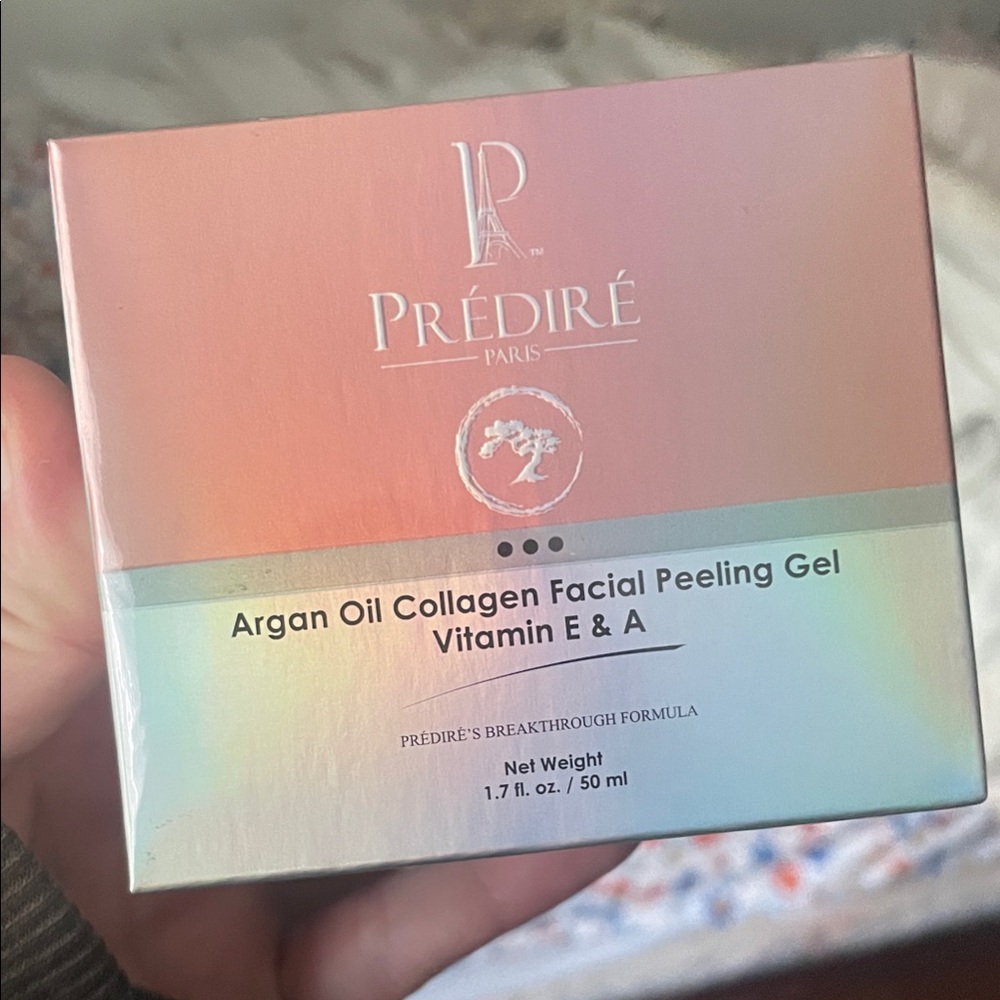 P
™
PRÉDIRÉ
PARIS
Argan Oil Collagen Facial Peeling Gel
Vitamin E & A
PRÉDIRÉ'S BREAKTHROUGH FORMULA
Net Weight
1.7 fl. oz. / 50 ml